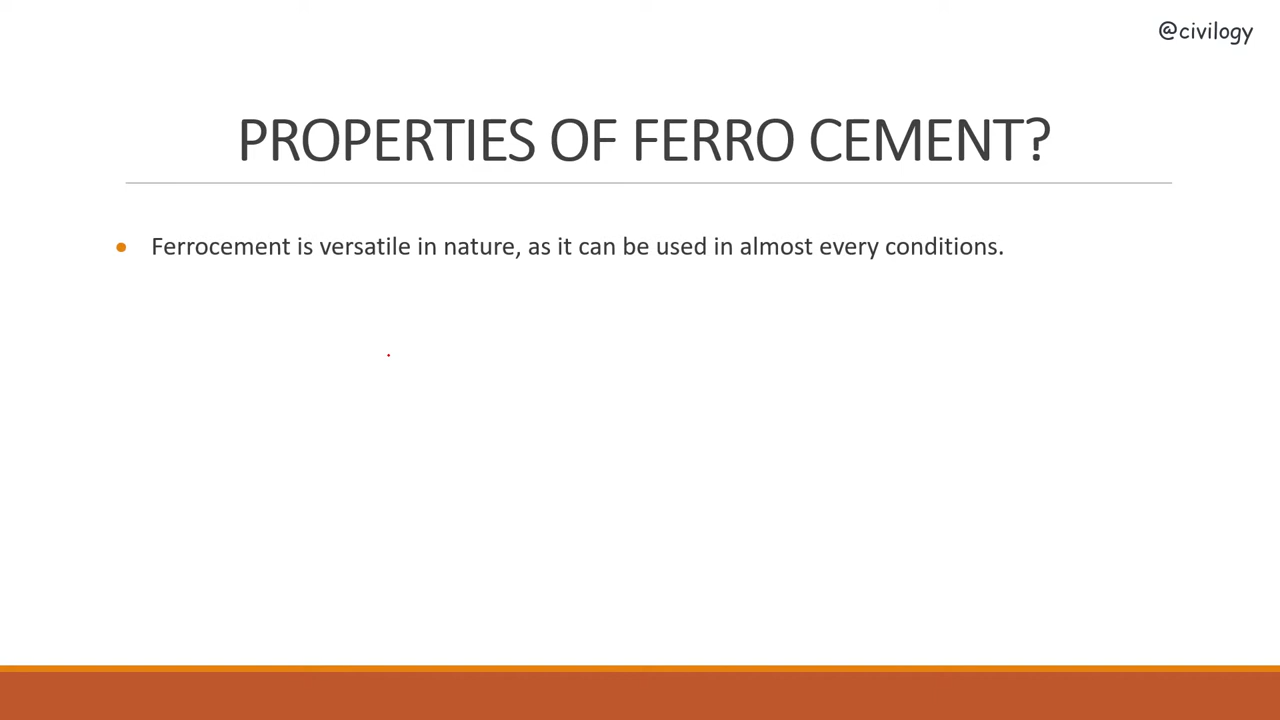 @civilogy
PROPERTIES OF FERRO CEMENT?
Ferrocement is versatile in nature, as it can be used in almost every conditions.